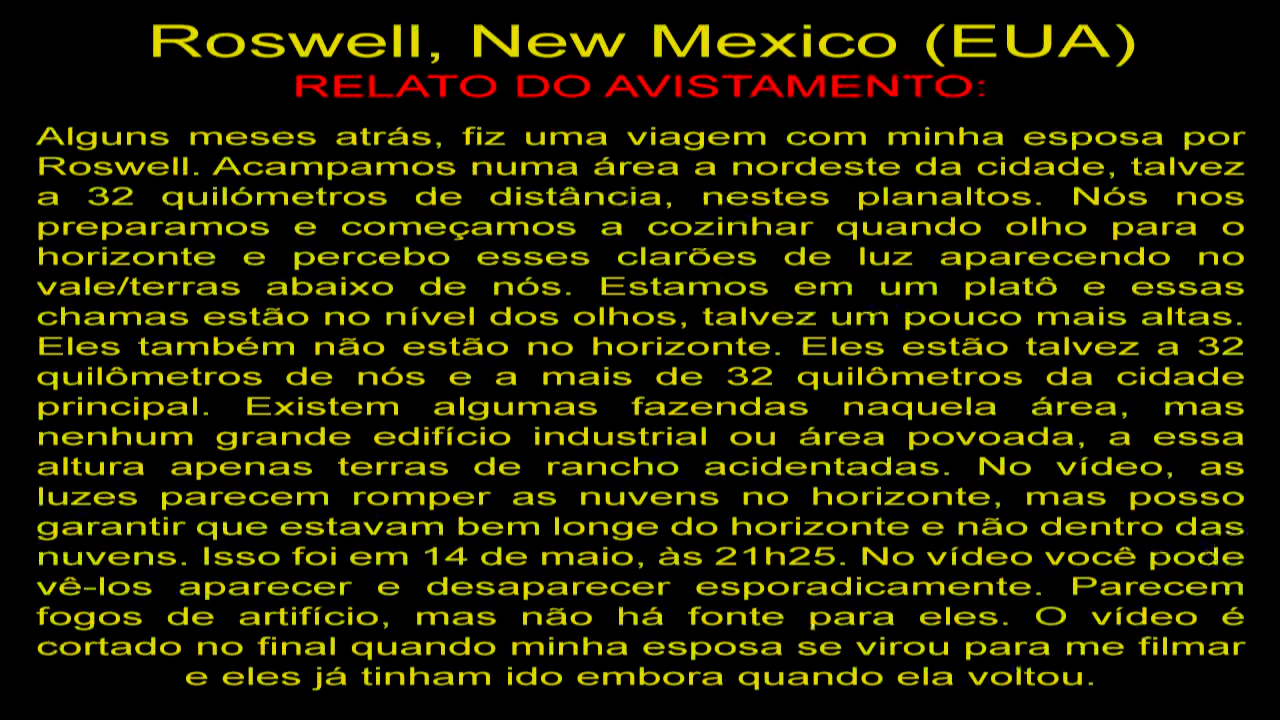 Roswell, New Mexico (EUA)
RELATO DO AVISTAMENTO:
Alguns meses atrás, fiz uma viagem com minha esposa por
Roswell. Acampamos numa área a nordeste da cidade, talvez
a 32 quilómetros de distância, nestes planaltos. Nós nos
preparamos e começamos a cozinhar quando olho para o
horizonte e percebo esses clarões de luz aparecendo no
vale/terras abaixo de nós. Estamos em um platô e essas
chamas estão no nível dos olhos, talvez um pouco mais altas.
Eles também não estão no horizonte. Eles estão talvez a 32
quilômetros de nós e a mais de 32 quilômetros da cidade
principal. Existem algumas fazendas naquela área, mas
nenhum grande edifício industrial ou área povoada, a essa
altura apenas terras de rancho acidentadas. No vídeo, as
luzes parecem romper as nuvens no horizonte, mas posso
garantir que estavam bem longe do horizonte e não dentro das
nuvens. Isso foi em 14 de maio, às 21h25. No vídeo você pode
vê-los aparecer e desaparecer esporadicamente. Parecem
fogos de artifício, mas não há fonte para eles. O vídeo é
cortado no final quando minha esposa se virou para me filmar
e eles já tinham ido embora quando ela voltou.